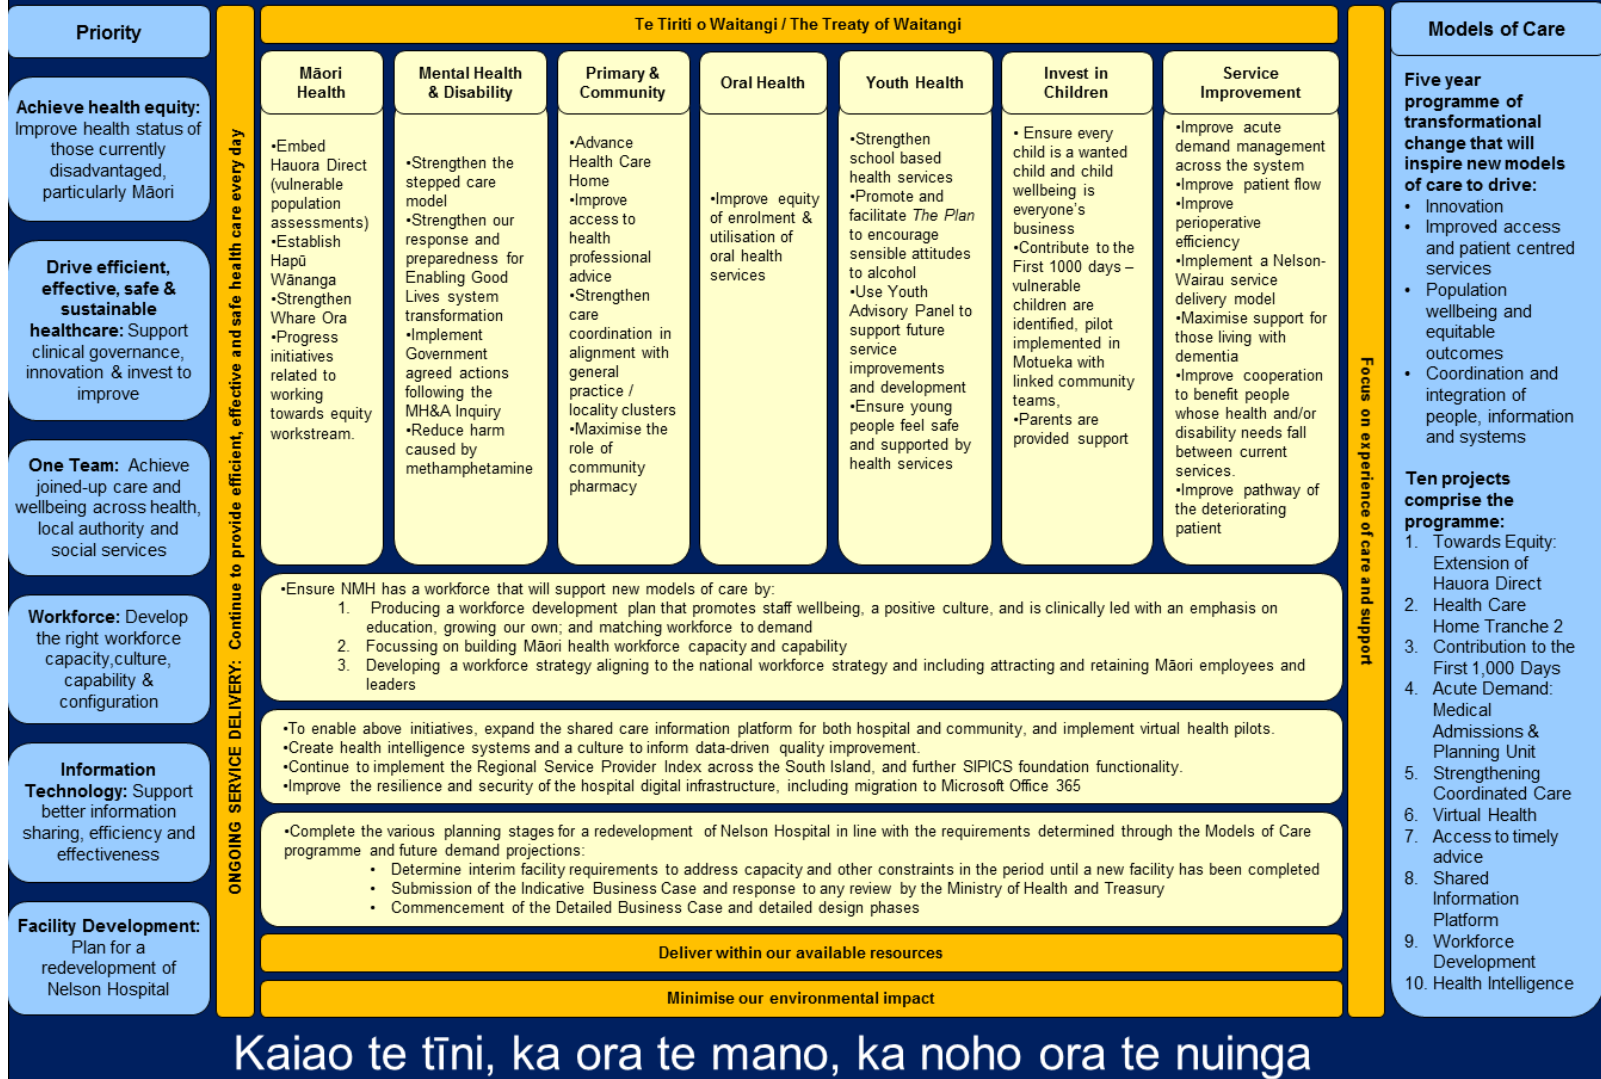 Priority
Achieve health equity:
Improve health status of
those currently
disadvantaged,
particularly Māori
Drive efficient,
effective, safe &
sustainable
healthcare: Support
clinical governance,
innovation & invest to
improve
One Team: Achieve
joined-up care and
wellbeing across health,
local authority and
social services
Workforce: Develop
the right workforce
capacity,culture,
capability &
configuration
Information
Technology: Support
better information
sharing, efficiency and
effectiveness
Facility Development:
Plan for a
redevelopment of
Nelson Hospital
ONGOING SERVICE DELIVERY: Continue to provide efficient, effective and safe health care every day
Te Tiriti o Waitangi / The Treaty of Waitangi
Māori
Health
•Embed
Hauora Direct
(vulnerable
population
assessments)
•Establish
Hapū
Wānanga
•Strengthen
Whare Ora
•Progress
initiatives
related to
working
towards equity
workstream.
Mental Health
& Disability
•Strengthen the
stepped care
model
•Strengthen our
response and
preparedness for
Enabling Good
Lives system
transformation
•Implement
Government
agreed actions
following the
MH&A Inquiry
•Reduce harm
caused by
methamphetamine
Primary &
Community
•Advance
Health Care
Home
•Improve
access to
health
professional
advice
•Strengthen
care
coordination in
alignment with
general
practice /
locality clusters
•Maximise the
role of
community
pharmacy
Oral Health
•Improve equity
of enrolment &
utilisation of
oral health
services
Youth Health
•Strengthen
school based
health services
•Promote and
facilitate The Plan
to encourage
sensible attitudes
to alcohol
•Use Youth
Advisory Panel to
support future
service
improvements
and development
•Ensure young
people feel safe
and supported by
health services
Invest in
Children
• Ensure every
child is a wanted
child and child
wellbeing is
everyone's
business
•Contribute to the
First 1000 days –
vulnerable
children are
identified, pilot
implemented in
Motueka with
linked community
teams,
•Parents are
provided support
Service
Improvement
•Improve acute
demand management
across the system
•Improve patient flow
•Improve
perioperative
efficiency
•Implement a Nelson-
Wairau service
delivery model
•Maximise support for
those living with
dementia
•Improve cooperation
to benefit people
whose health and/or
disability needs fall
between current
services.
•Improve pathway of
the deteriorating
patient
•Ensure NMH has a workforce that will support new models of care by:
1. Producing a workforce development plan that promotes staff wellbeing, a positive culture, and is clinically led with an emphasis on
education, growing our own; and matching workforce to demand
2. Focussing on building Māori health workforce capacity and capability
3. Developing a workforce strategy aligning to the national workforce strategy and including attracting and retaining Māori employees and
leaders
•To enable above initiatives, expand the shared care information platform for both hospital and community, and implement virtual health pilots.
•Create health intelligence systems and a culture to inform data-driven quality improvement.
•Continue to implement the Regional Service Provider Index across the South Island, and further SIPICS foundation functionality.
•Improve the resilience and security of the hospital digital infrastructure, including migration to Microsoft Office 365
•Complete the various planning stages for a redevelopment of Nelson Hospital in line with the requirements determined through the Models of Care
programme and future demand projections:
• Determine interim facility requirements to address capacity and other constraints in the period until a new facility has been completed
• Submission of the Indicative Business Case and response to any review by the Ministry of Health and Treasury
• Commencement of the Detailed Business Case and detailed design phases
Deliver within our available resources
Minimise our environmental impact
Focus on experience of care and support
Models of Care
Five year
programme of
transformational
change that will
inspire new models
of care to drive:
• Innovation
• Improved access
and patient centred
services
• Population
wellbeing and
equitable
outcomes
• Coordination and
integration of
people, information
and systems
Ten projects
comprise the
programme:
1. Towards Equity:
Extension of
Hauora Direct
2. Health Care
Home Tranche 2
3. Contribution to the
First 1,000 Days
4. Acute Demand:
Medical
Admissions &
Planning Unit
5. Strengthening
Coordinated Care
6. Virtual Health
7. Access to timely
advice
8. Shared
Information
Platform
9. Workforce
Development
10. Health Intelligence
Kaiao te tīni, ka ora te mano, ka noho ora te nuinga